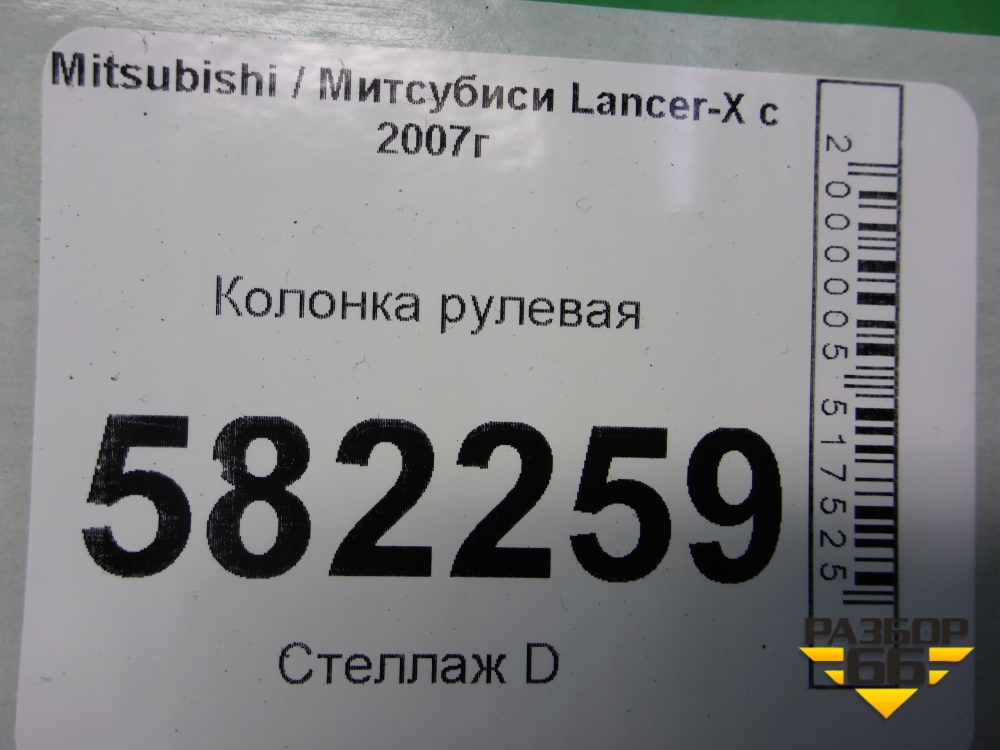 Mitsubishi / Митсубиси Lancer-X с
2007г
Колонка рулевая
582259
Стеллаж D
2000005517525
РАЗБОР
66